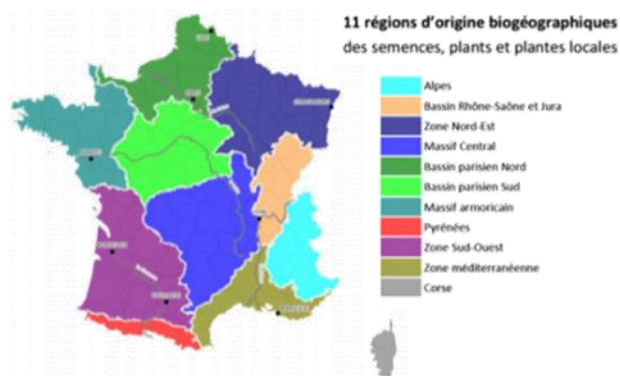 11 régions d'origine biogéographiques
des semences, plants et plantes locales
Alpes
Bassin Rhône-Saône et Jura
Zone Nord-Est
Massif Central
Bassin parisien Nord
Bassin parisien Sud
Massif armoricain
Pyrénées
Zone Sud-Ouest
Zone méditerranéenne
Corse